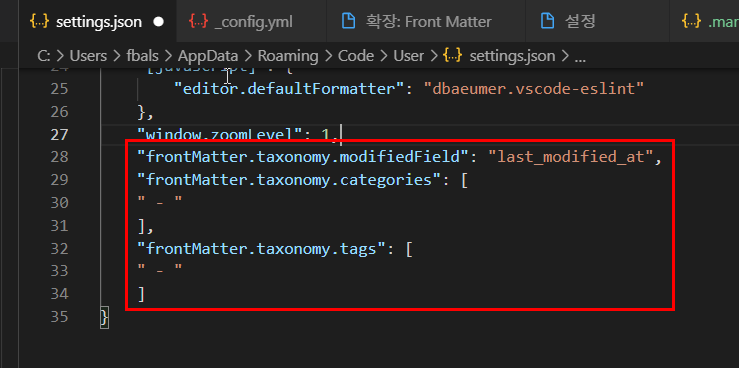 settings.json ● _config.yml 확장: Front Matter 설정 .mar
C: > Users > fbals > AppData > Roaming > Code > User > settings.json > ...
24 "[javascript]": {
25 "editor.defaultFormatter": "dbaeumer.vscode-eslint"
26 },
27 "window.zoomLevel": 1,
28 "frontMatter.taxonomy.modifiedField": "last_modified_at",
29 "frontMatter.taxonomy.categories": [
30 " - "
31 ],
32 "frontMatter.taxonomy.tags": [
33 " - "
34 ]
35 }